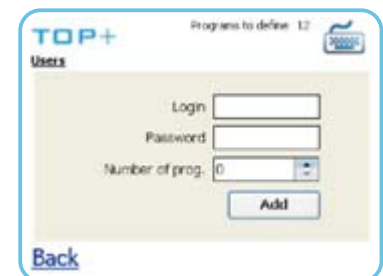 TOP+
Programs to define 12
Users
Login
Password
Number of prog. 0
Add
Back